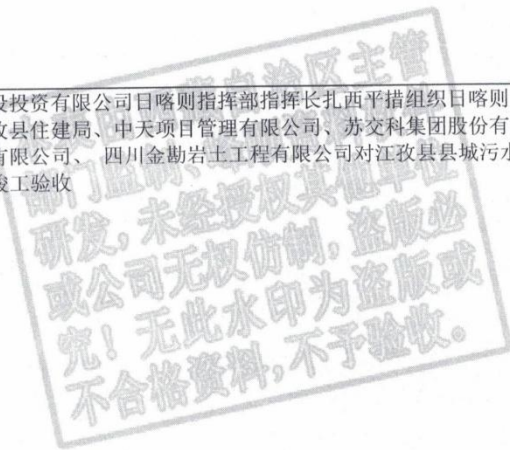 设投资有限公司日喀则指挥部指挥长扎西平措组织日喀则
孜县住建局、中天项目管理有限公司、苏交科集团股份有
有限公司、 四川金勘岩土工程有限公司对江孜县县城污水
竣工验收
自治区主管
部门监制、
研发，未经授权其他单位
或公司无权仿制，盗版必
究！无此水印为盗版或
不合格资料，不予验收。